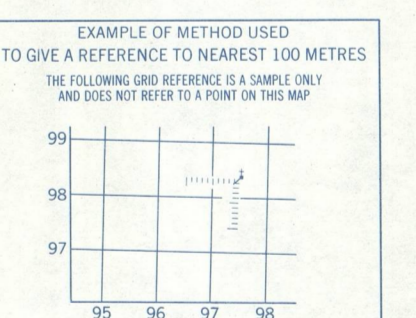 EXAMPLE OF METHOD USED
TO GIVE A REFERENCE TO NEAREST 100 METRES
THE FOLLOWING GRID REFERENCE IS A SAMPLE ONLY
AND DOES NOT REFER TO A POINT ON THIS MAP
99
98
97
95 96 97 98